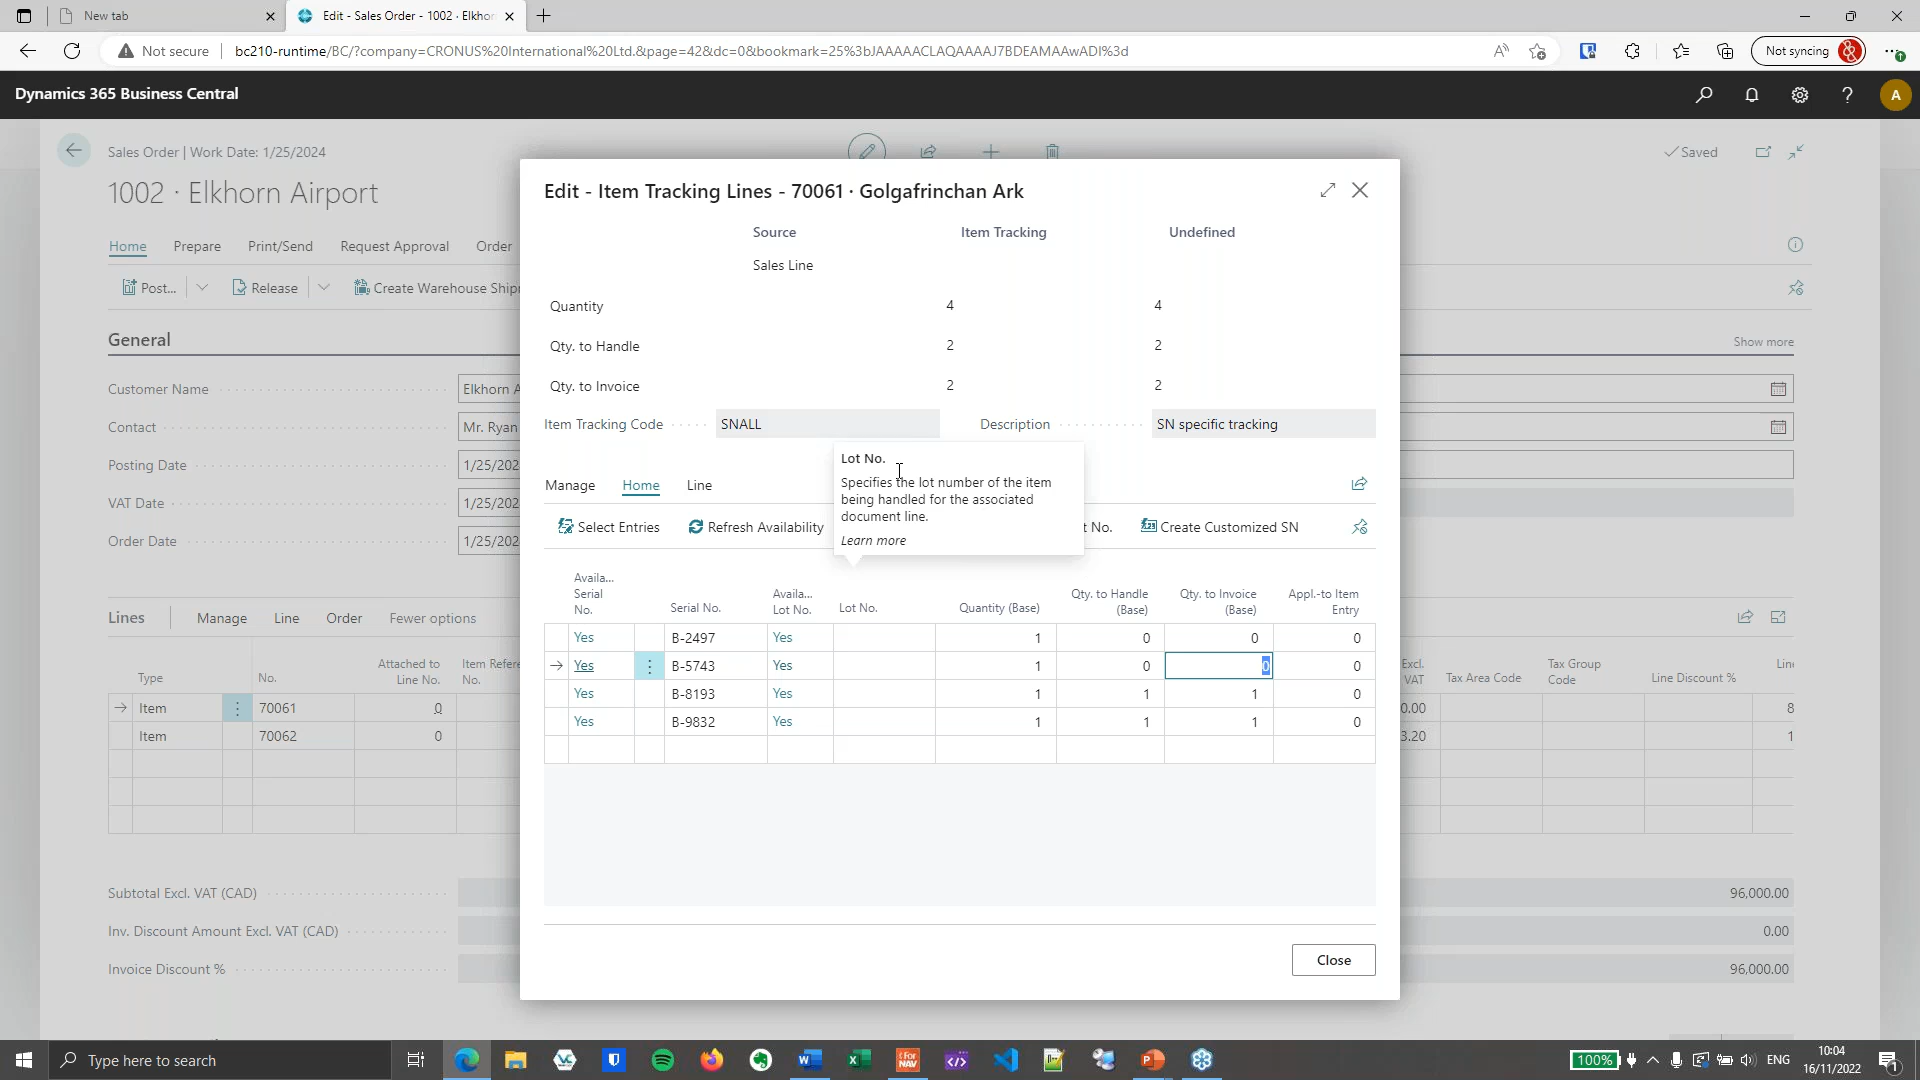 New tab
Edit - Sales Order - 1002 · Elkhor
Not secure
bc210-runtime/BC/?company=CRONUS%20International%20Ltd.&page=42&dc=0&bookmark=25%3bJAAAAACLAQAAAAJ7BDEAMAAwADI%3d
Not syncing
Dynamics 365 Business Central
A
Sales Order | Work Date: 1/25/2024
Saved
1002 · Elkhorn Airport
Home Prepare Print/Send Request Approval Order
Post... Release Create Warehouse Ship
General
Show more
Customer Name Elkhorn A
Contact Mr. Ryan
Posting Date 1/25/202
VAT Date 1/25/202
Order Date 1/25/202
Lines Manage Line Order Fewer options
Type No. Attached to Line No. Item Refere No. Excl. VAT Tax Area Code Tax Group Code Line Discount % Line
Item 70061 0 0.00 8
Item 70062 0 3.20 1
Subtotal Excl. VAT (CAD) 96,000.00
Inv. Discount Amount Excl. VAT (CAD) 0.00
Invoice Discount % 96,000.00
Edit - Item Tracking Lines - 70061 · Golgafrinchan Ark
Source Item Tracking Undefined
Sales Line
Quantity 4 4
Qty. to Handle 2 2
Qty. to Invoice 2 2
Item Tracking Code SNALL Description SN specific tracking
Lot No.
Specifies the lot number of the item
being handled for the associated
document line.
Learn more
Manage Home Line
Select Entries Refresh Availability t No. Create Customized SN
Availa... Serial No. Serial No. Availa... Lot No. Lot No. Quantity (Base) Qty. to Handle (Base) Qty. to Invoice (Base) Appl.-to Item Entry
Yes B-2497 Yes 1 0 0 0
Yes B-5743 Yes 1 0 0 0
Yes B-8193 Yes 1 1 1 0
Yes B-9832 Yes 1 1 1 0
Close
Type here to search
100%
ENG
10:04
16/11/2022
1